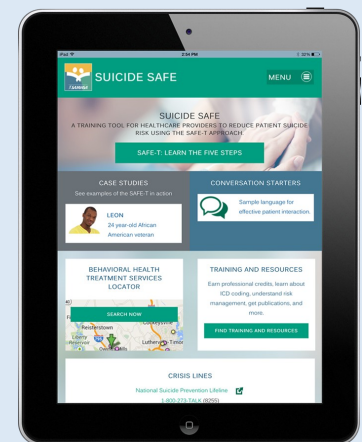 iPad
2:34 PM
32%
SUICIDE SAFE
MENU
SUICIDE SAFE
A TRAINING TOOL FOR HEALTHCARE PROVIDERS TO REDUCE PATIENT SUICIDE
RISK USING THE SAFE-T APPROACH
SAFE-T: LEARN THE FIVE STEPS
CASE STUDIES
See examples of the SAFE-T in action
LEON
24 year-old African
American veteran
CONVERSATION STARTERS
Sample language for
effective patient interaction.
BEHAVIORAL HEALTH
TREATMENT SERVICES
LOCATOR
SEARCH NOW
Reisterstown
Liberty
Reservoir
TRAINING AND RESOURCES
Earn professional credits, learn about
ICD coding, understand risk
management, get publications, and
more.
FIND TRAINING AND RESOURCES
CRISIS LINES
National Suicide Prevention Lifeline
1-800-273-TALK (8255)